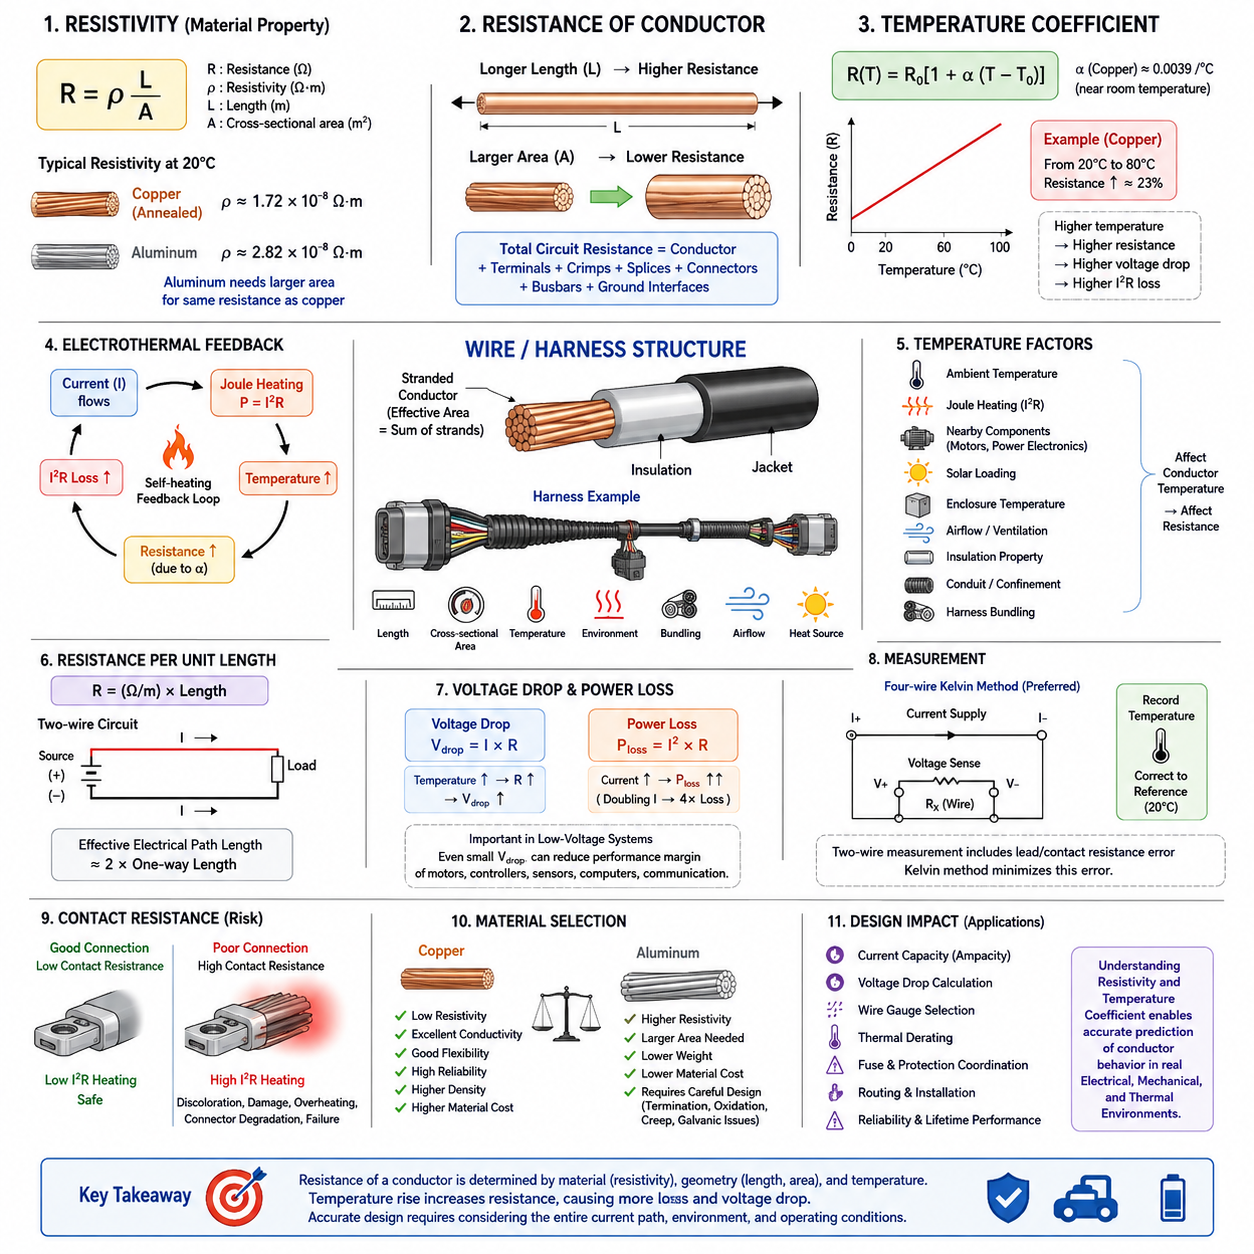 1. RESISTIVITY (Material Property)
R = ρ L/A
R : Resistance (Ω)
ρ : Resistivity (Ω·m)
L : Length (m)
A : Cross-sectional area (m²)
Typical Resistivity at 20°C
Copper
(Annealed)
ρ ≈ 1.72 × 10⁻⁸ Ω·m
Aluminum
ρ ≈ 2.82 × 10⁻⁸ Ω·m
Aluminum needs larger area
for same resistance as copper
2. RESISTANCE OF CONDUCTOR
Longer Length (L) → Higher Resistance
L
Larger Area (A) → Lower Resistance
Total Circuit Resistance = Conductor
+ Terminals + Crimps + Splices + Connectors
+ Busbars + Ground Interfaces
3. TEMPERATURE COEFFICIENT
R(T) = R₀[1 + α (T – T₀)]
α (Copper) ≈ 0.0039 /°C
(near room temperature)
Resistance (R)
0 20 60 100
Temperature (°C)
Example (Copper)
From 20°C to 80°C
Resistance ↑ ≈ 23%
Higher temperature
→ Higher resistance
→ Higher voltage drop
→ Higher I²R loss
4. ELECTROTHERMAL FEEDBACK
Current (I)
flows
Joule Heating
P = I²R
I²R Loss ↑
Self-heating
Feedback Loop
Temperature ↑
Resistance ↑
(due to α)
WIRE / HARNESS STRUCTURE
Stranded
Conductor
(Effective Area
= Sum of strands)
Insulation
Jacket
Harness Example
Length
Cross-sectional
Area
Temperature
Environment
Bundling
Airflow
Heat Source
5. TEMPERATURE FACTORS
Ambient Temperature
Joule Heating (I²R)
Nearby Components
(Motors, Power Electronics)
Solar Loading
Enclosure Temperature
Airflow / Ventilation
Insulation Property
Conduit / Confinement
Harness Bundling
Affect
Conductor
Temperature
→ Affect
Resistance
6. RESISTANCE PER UNIT LENGTH
R = (Ω/m) × Length
Two-wire Circuit
I →
Source
(+)
(−)
Load
I →
Effective Electrical Path Length
≈ 2 × One-way Length
7. VOLTAGE DROP & POWER LOSS
Voltage Drop
V_drop = I × R
Temperature ↑ → R ↑
→ V_drop ↑
Power Loss
P_loss = I² × R
Current ↑ → P_loss ↑↑
( Doubling I → 4× Loss )
Important in Low-Voltage Systems
Even small V_drop. can reduce performance margin
of motors, controllers, sensors, computers, communication.
8. MEASUREMENT
Four-wire Kelvin Method (Preferred)
I+
Current Supply
I−
Voltage Sense
V+
V−
R_X (Wire)
Record
Temperature
Correct to
Reference
(20°C)
Two-wire measurement includes lead/contact resistance error
Kelvin method minimizes this error.
9. CONTACT RESISTANCE (Risk)
Good Connection
Low Contact Resistrance
Low I²R Heating
Safe
Poor Connection
High Contact Resistance
High I²R Heating
Discoloration, Damage, Overheating,
Connector Degradation, Failure
10. MATERIAL SELECTION
Copper
✓ Low Resistivity
✓ Excellent Conductivity
✓ Good Flexibility
✓ High Reliability
✓ Higher Density
✓ Higher Material Cost
Aluminum
✓ Higher Resistivity
✓ Larger Area Needed
✓ Lower Weight
✓ Lower Material Cost
✓ Requires Careful Design
(Termination, Oxidation,
Creep, Galvanic Issues)
11. DESIGN IMPACT (Applications)
Current Capacity (Ampacity)
Voltage Drop Calculation
Wire Gauge Selection
Thermal Derating
Fuse & Protection Coordination
Routing & Installation
Reliability & Lifetime Performance
Understanding
Resistivity and
Temperature
Coefficient enables
accurate prediction
of conductor
behavior in real
Electrical, Mechanical,
and Thermal
Environments.
Key Takeaway
Resistance of a conductor is determined by material (resistivity), geometry (length, area), and temperature.
Temperature rise increases resistance, causing more loss and voltage drop.
Accurate design requires considering the entire current path, environment, and operating conditions.